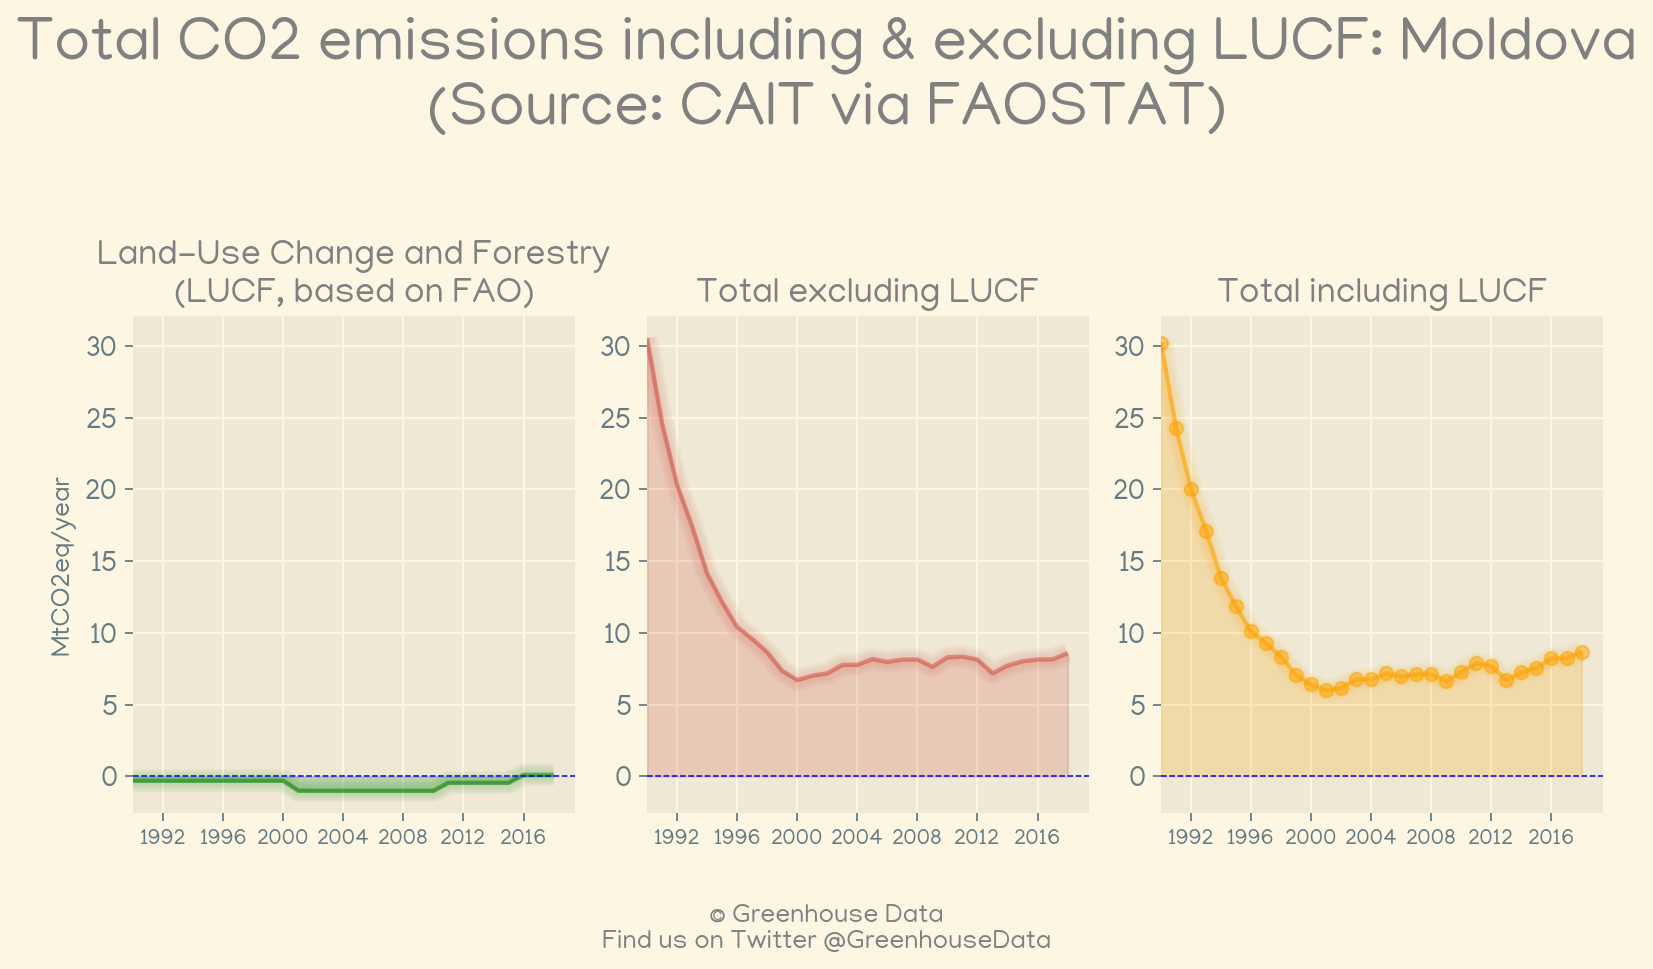 Total CO2 emissions including & excluding LUCF: Moldova
(Source: CAIT via FAOSTAT)
Land-Use Change and Forestry
(LUCF, based on FAO)
Total excluding LUCF
Total including LUCF
MtCO2eq/year
30
25
20
15
10
5
0
1992 1996 2000 2004 2008 2012 2016
30
25
20
15
10
5
0
1992 1996 2000 2004 2008 2012 2016
30
25
20
15
10
5
0
1992 1996 2000 2004 2008 2012 2016
© Greenhouse Data
Find us on Twitter @GreenhouseData